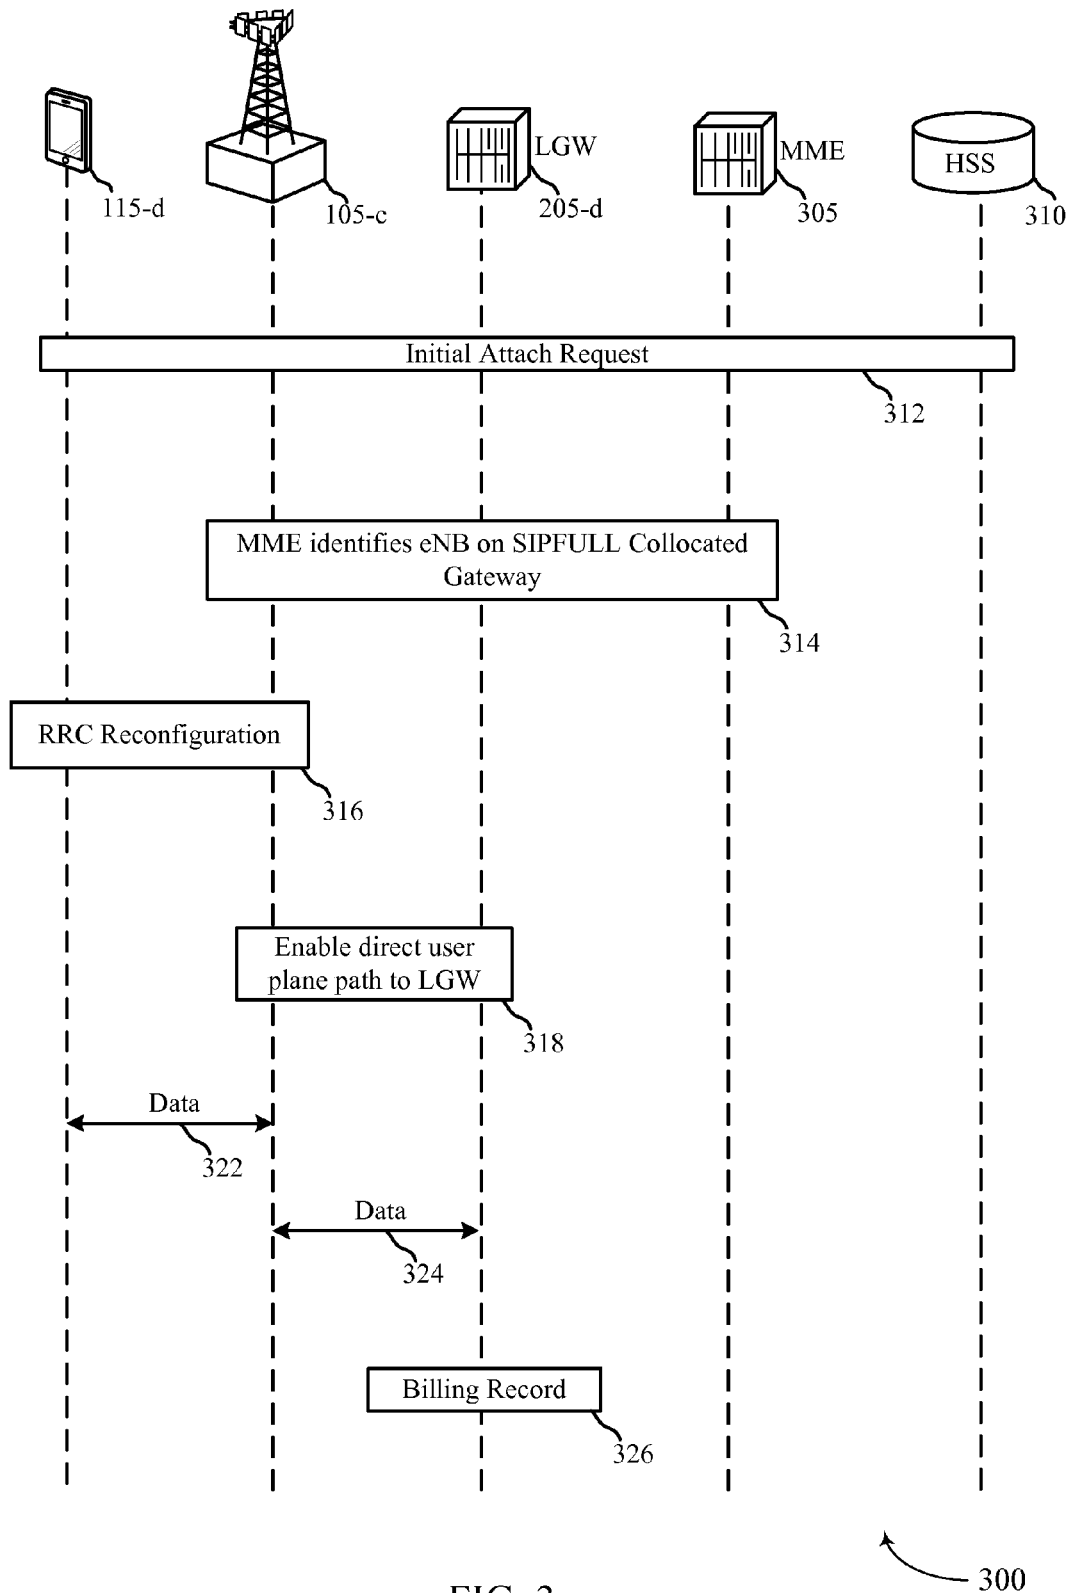 LGW
MME
HSS
115-d
105-c
205-d
305
310
Initial Attach Request
312
MME identifies eNB on SIPFULL Collocated
Gateway
314
RRC Reconfiguration
316
Enable direct user
plane path to LGW
318
Data
322
Data
324
Billing Record
326
300